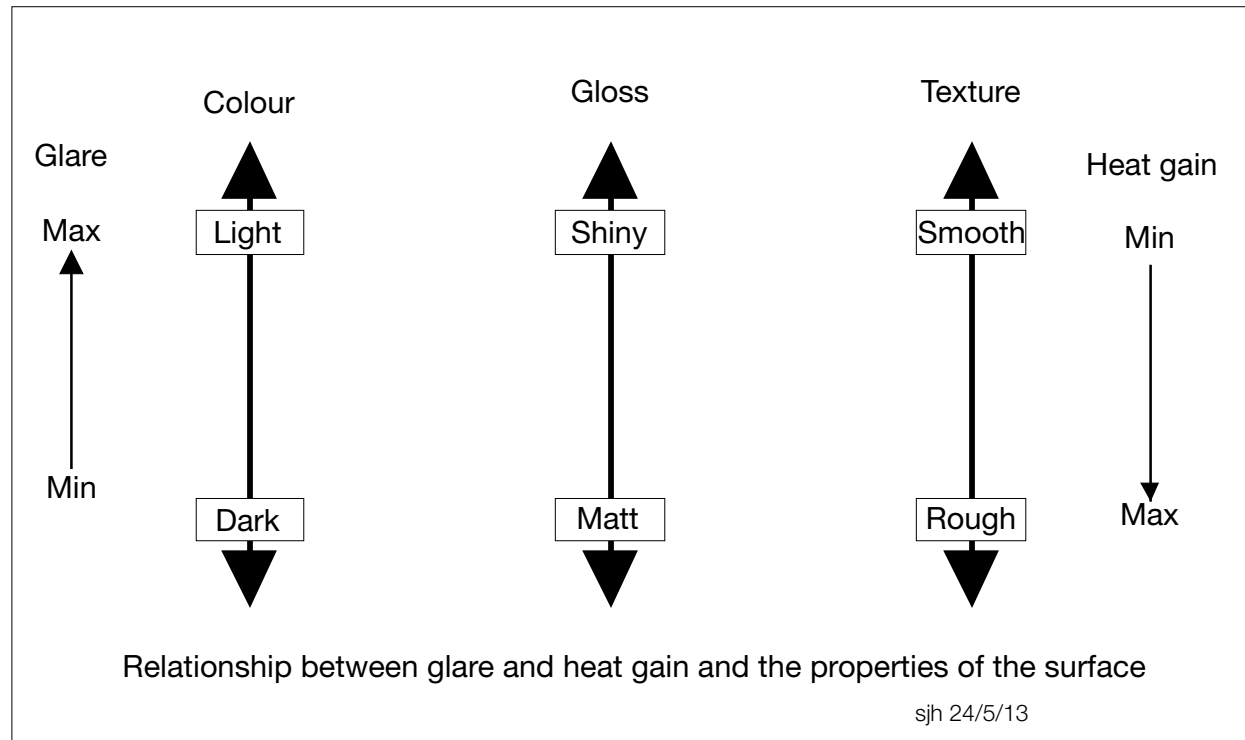 Colour
Gloss
Texture
Glare
Heat gain
Max
Light
Shiny
Smooth
Min
Min
Dark
Matt
Rough
Max
Relationship between glare and heat gain and the properties of the surface
sjh 24/5/13